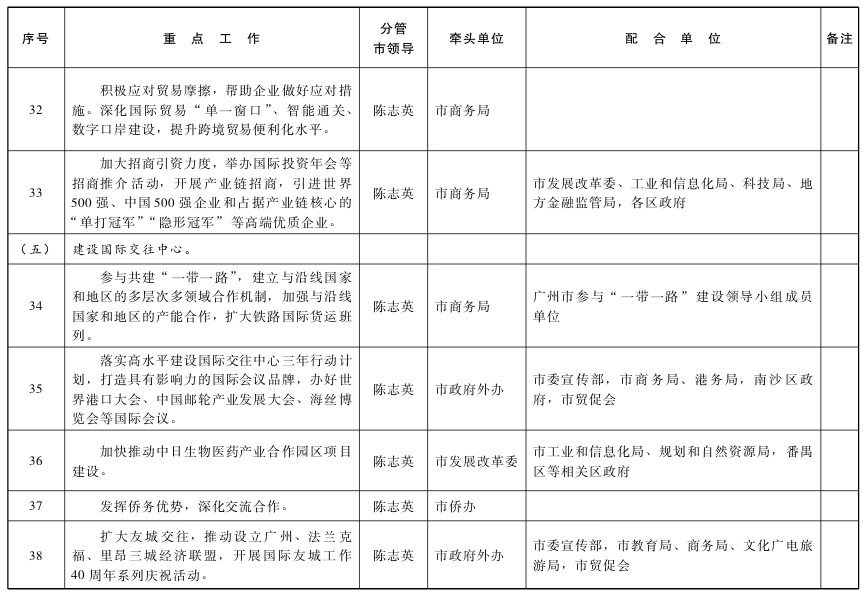 序号 重点工作 分管市领导 牵头单位 配合单位 备注
32 陈志英 市商务局
积极应对贸易摩擦，帮助企业做好应对措
施。深化国际贸易“单一窗口”、智能通关、
数字口岸建设，提升跨境贸易便利化水平。
33 陈志英 市商务局
加大招商引资力度，举办国际投资年会等
招商推介活动，开展产业链招商，引进世界
500强、中国500强企业和占据产业链核心的
“单打冠军”“隐形冠军”等高端优质企业。
市发展改革委、工业和信息化局、科技局、地
方金融监管局，各区政府
（五） 建设国际交往中心。
34 陈志英 市商务局
参与共建“一带一路”，建立与沿线国家
和地区的多层次多领域合作机制，加强与沿线
国家和地区的产能合作，扩大铁路国际货运班
列。
广州市参与“一带一路”建设领导小组成员
单位
35 陈志英 市政府外办
落实高水平建设国际交往中心三年行动计
划，打造具有影响力的国际会议品牌，办好世
界港口大会、中国邮轮产业发展大会、海丝博
览会等国际会议。
市委宣传部，市商务局、港务局，南沙区政
府，市贸促会
36 陈志英 市发展改革委
加快推动中日生物医药产业合作园区项目
建设。
市工业和信息化局、规划和自然资源局，番禺
区等相关区政府
37 发挥侨务优势，深化交流合作。 陈志英 市侨办
38 陈志英 市政府外办
扩大友城交往，推动设立广州、法兰克
福、里昂三城经济联盟，开展国际友城工作
40周年系列庆祝活动。
市委宣传部，市教育局、商务局、文化广电旅
游局，市贸促会